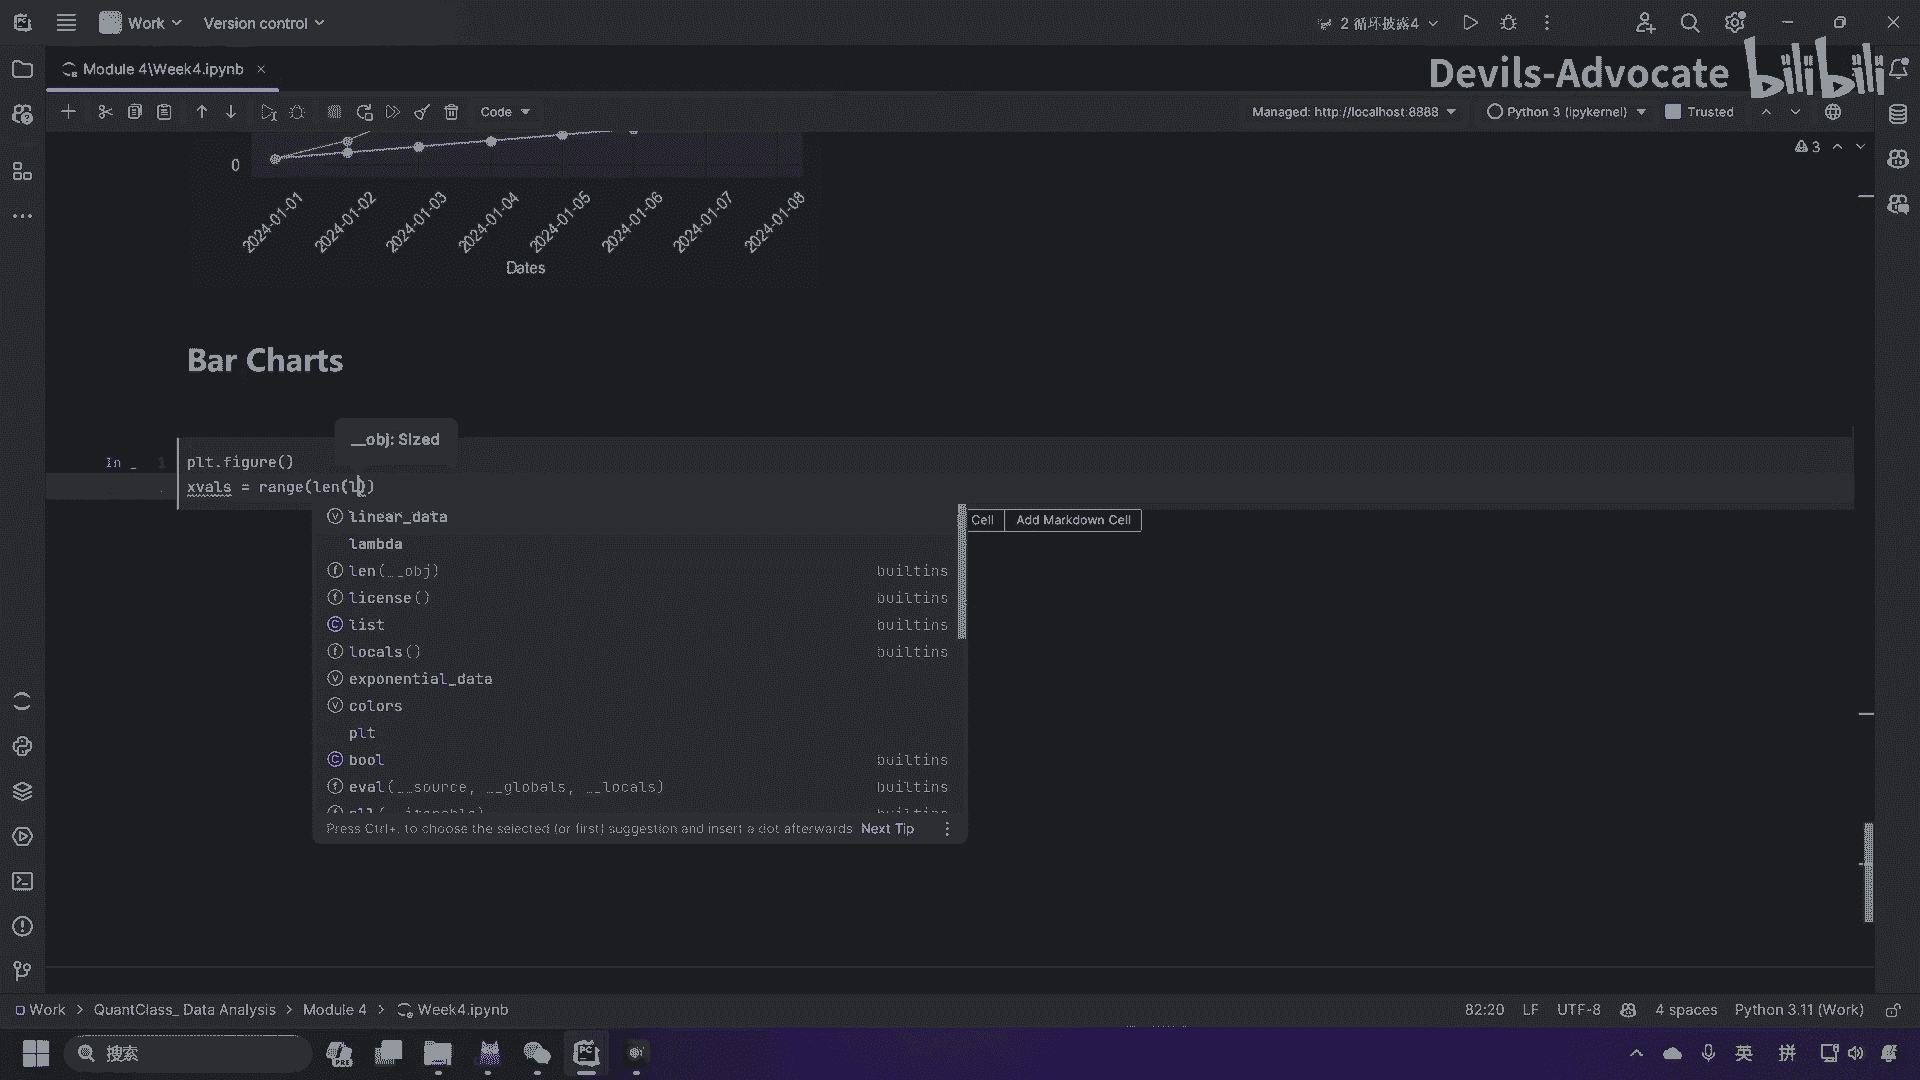 Work
Version control
2 循环披露4
Module 4\Week4.ipynb
Devils-Advocate bilibili
Code
Managed: http://localhost:8888
Python 3 (ipykernel)
Trusted
0
3
2024-01-01
2024-01-02
2024-01-03
2024-01-04
2024-01-05
2024-01-06
2024-01-07
2024-01-08
Dates
Bar Charts
__obj: Sized
In _
1
plt.figure()
xvals = range(len(l))
linear_data
Cell
Add Markdown Cell
lambda
len(__obj) builtins
license() builtins
list builtins
locals() builtins
exponential_data
colors
plt
bool builtins
eval(__source, __globals, __locals) builtins
Press Ctrl+. to choose the selected (or first) suggestion and insert a dot afterwards Next Tip
Work > QuantClass_ Data Analysis > Module 4 > Week4.ipynb
82:20 LF UTF-8 4 spaces Python 3.11 (Work)
搜索
PRE
PC
英
拼